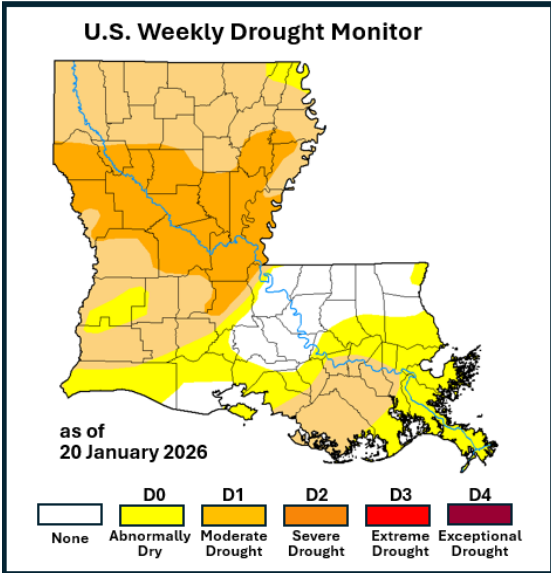 U.S. Weekly Drought Monitor
as of
20 January 2026
D0 D1 D2 D3 D4
None Abnormally Moderate Severe Extreme Exceptional
Dry Drought Drought Drought Drought